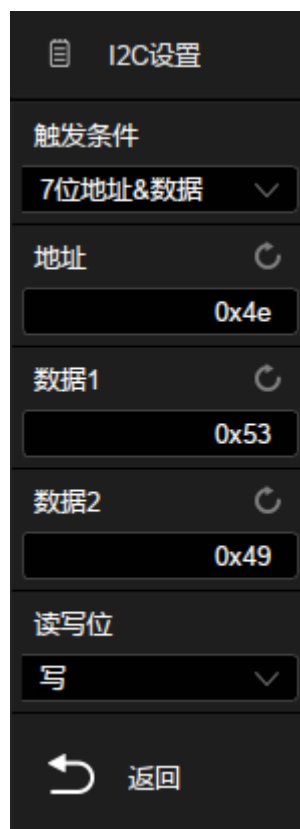 I2C设置
触发条件
7位地址&数据
地址
0x4e
数据1
0x53
数据2
0x49
读写位
写
返回